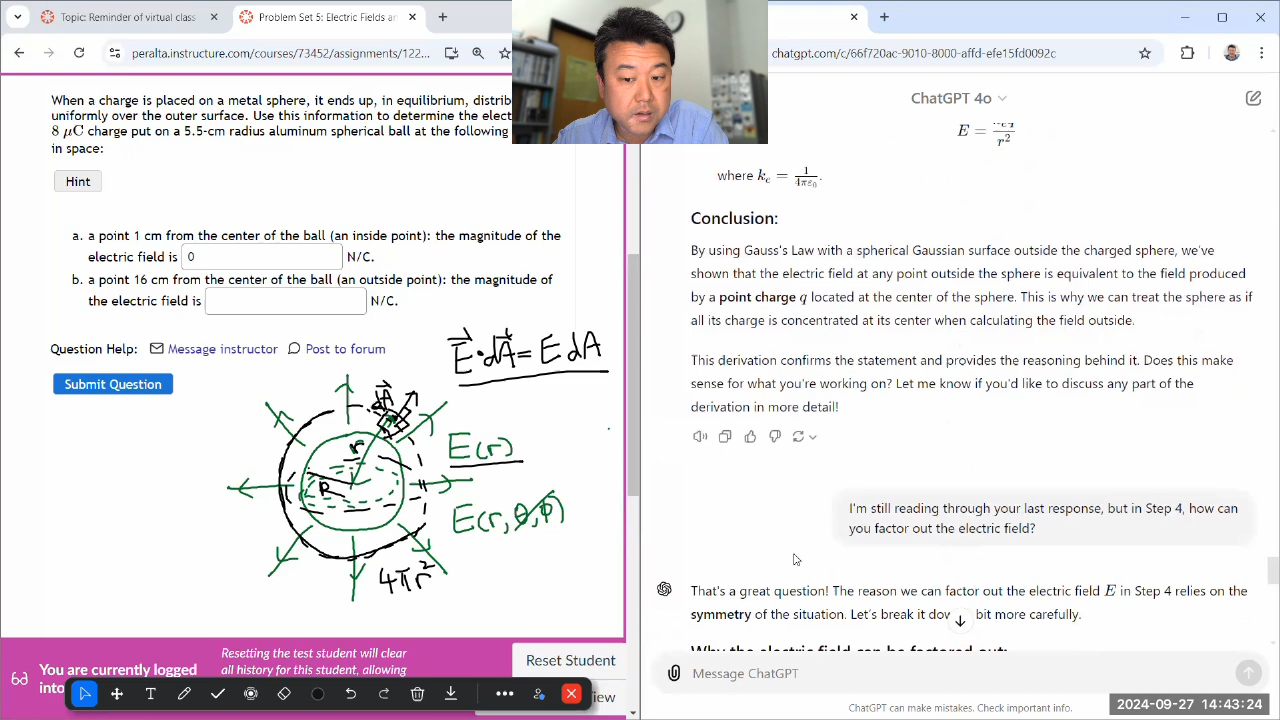 Topic: Reminder of virtual class
Problem Set 5: Electric Fields an
peralta.instructure.com/courses/73452/assignments/122...
chatgpt.com/c/66f720ac-9010-8000-affd-efe15fd0092c
When a charge is placed on a metal sphere, it ends up, in equilibrium, distrib
uniformly over the outer surface. Use this information to determine the elect
8 μC charge put on a 5.5-cm radius aluminum spherical ball at the following
in space:
Hint
a. a point 1 cm from the center of the ball (an inside point): the magnitude of the
electric field is 0 N/C.
b. a point 16 cm from the center of the ball (an outside point): the magnitude of
the electric field is N/C.
Question Help: Message instructor Post to forum
Submit Question
E⃗·dA⃗ = E dA
dA⃗
r
R
E(r)
E(r, θ, φ)
4πr²
You are currently logged
into
Resetting the test student will clear
all history for this student, allowing
Reset Student
View
ChatGPT 4o
E = / r²
where kₑ = 1/4πε₀.
Conclusion:
By using Gauss's Law with a spherical Gaussian surface outside the charged sphere, we've
shown that the electric field at any point outside the sphere is equivalent to the field produced
by a point charge q located at the center of the sphere. This is why we can treat the sphere as if
all its charge is concentrated at its center when calculating the field outside.
This derivation confirms the statement and provides the reasoning behind it. Does this make
sense for what you're working on? Let me know if you'd like to discuss any part of the
derivation in more detail!
I'm still reading through your last response, but in Step 4, how can
you factor out the electric field?
That's a great question! The reason we can factor out the electric field E in Step 4 relies on the
symmetry of the situation. Let's break it dow bit more carefully.
Why the electric field can be factored out:
Message ChatGPT
ChatGPT can make mistakes. Check important info.
2024-09-27 14:43:24